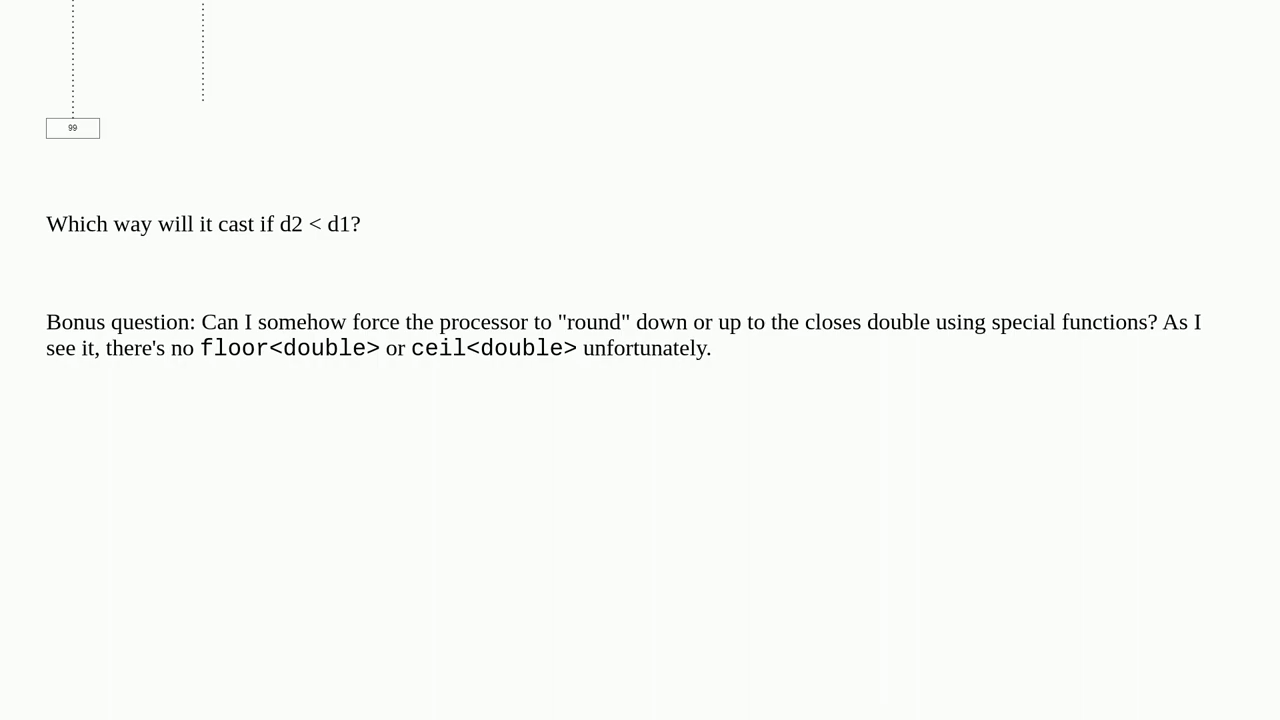 99
Which way will it cast if d2 < d1?
Bonus question: Can I somehow force the processor to "round" down or up to the closes double using special functions? As I
see it, there's no floor<double> or ceil<double> unfortunately.